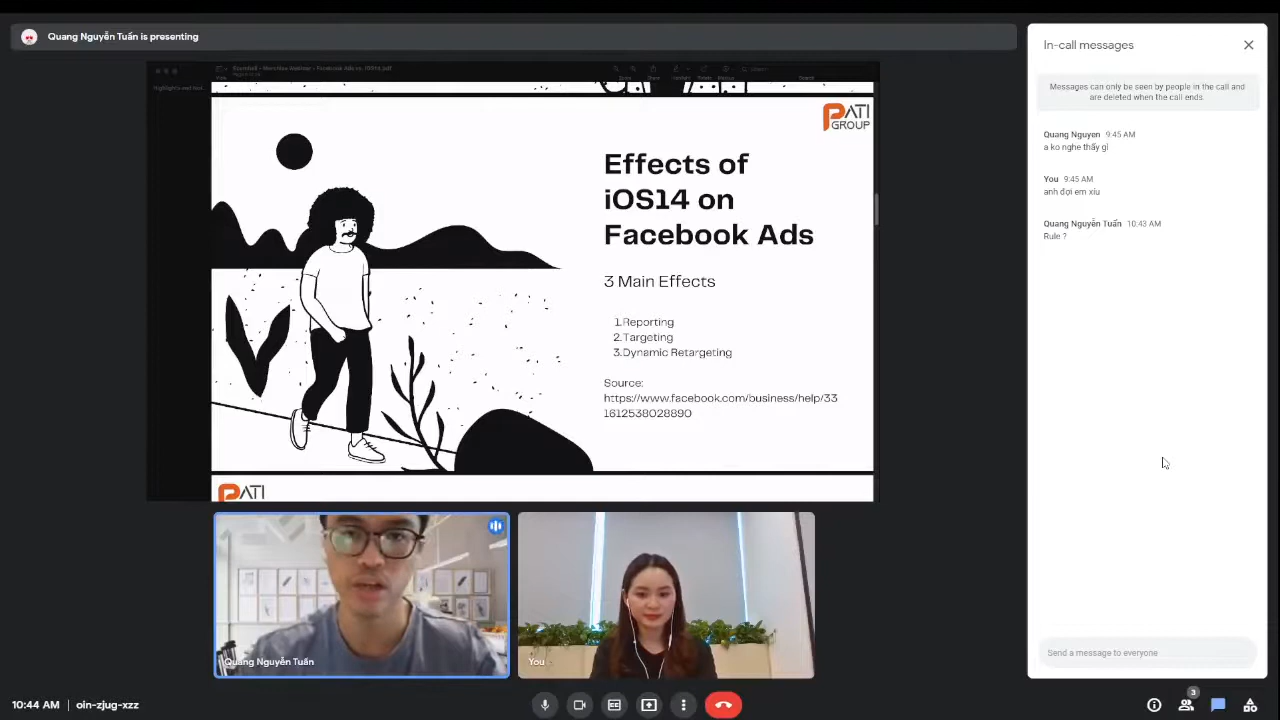 Quang Nguyễn Tuấn is presenting
PATI
GROUP
Effects of
iOS14 on
Facebook Ads
3 Main Effects
1.Reporting
2.Targeting
3.Dynamic Retargeting
Source:
https://www.facebook.com/business/help/33
1612538028890
PATI
Quang Nguyễn Tuấn
You
In-call messages
Messages can only be seen by people in the call and
are deleted when the call ends
Quang Nguyen 9:45 AM
a ko nghe thấy gì
You 9:45 AM
anh đợi em xíu
Quang Nguyễn Tuấn 10:43 AM
Rule ?
Send a message to everyone
10:44 AM | oin-zjug-xzz
3